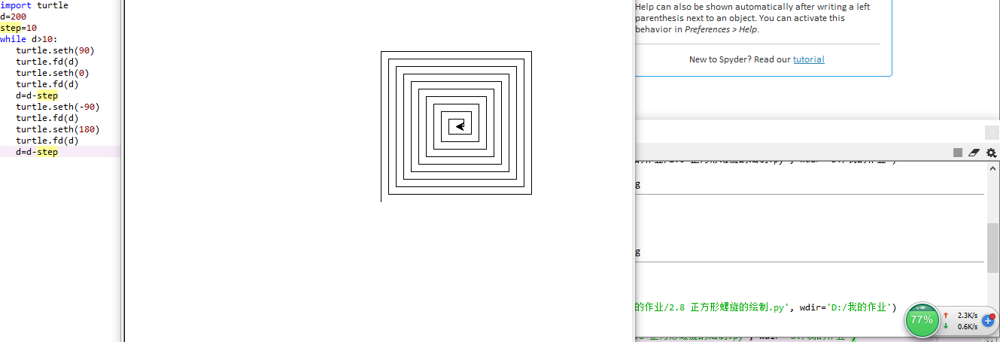 import turtle
d=200
step=10
while d>10:
turtle.seth(90)
turtle.fd(d)
turtle.seth(0)
turtle.fd(d)
d=d-step
turtle.seth(-90)
turtle.fd(d)
turtle.seth(180)
turtle.fd(d)
d=d-step
Help can also be shown automatically after writing a left
parenthesis next to an object. You can activate this
behavior in Preferences > Help.
New to Spyder? Read our tutorial
g
g
的作业/2.8 正方形螺旋的绘制.py', wdir='D:/我的作业')
77%
2.3K/s
0.6K/s